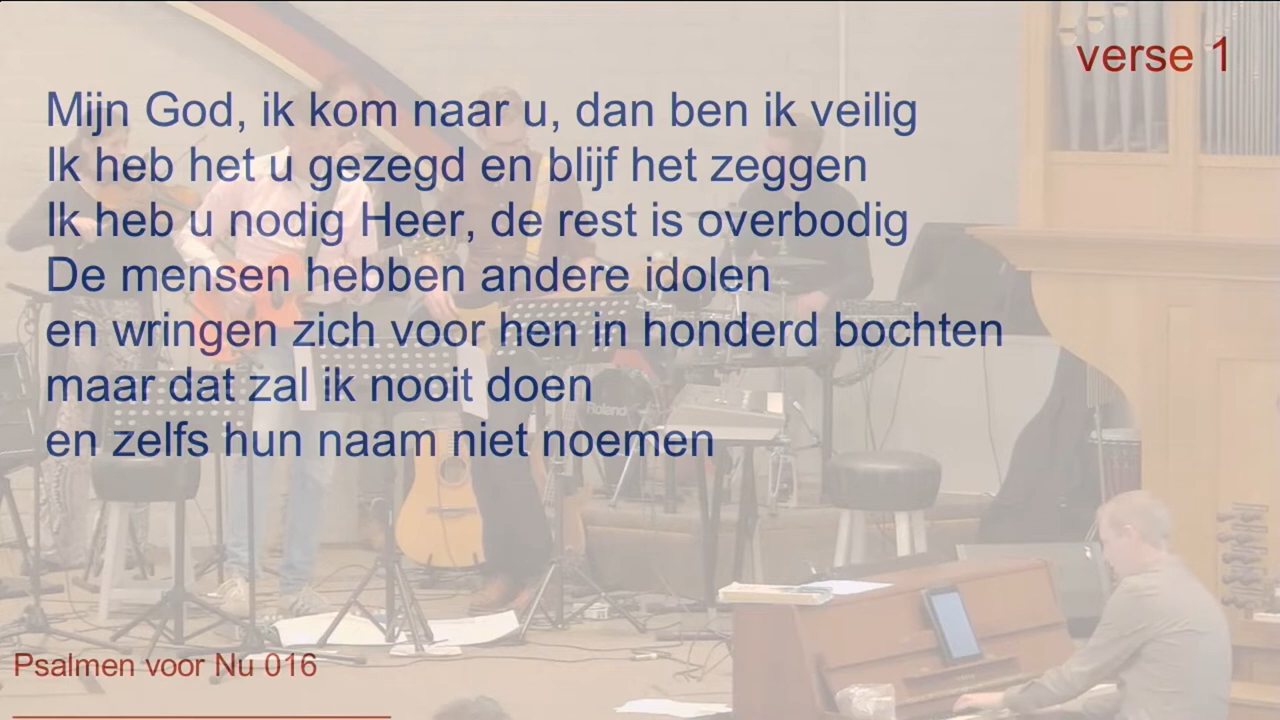 verse 1
Mijn God, ik kom naar u, dan ben ik veilig
Ik heb het u gezegd en blijf het zeggen
Ik heb u nodig Heer, de rest is overbodig
De mensen hebben andere idolen
en wringen zich voor hen in honderd bochten
maar dat zal ik nooit doen
en zelfs hun naam niet noemen
Roland
Psalmen voor Nu 016